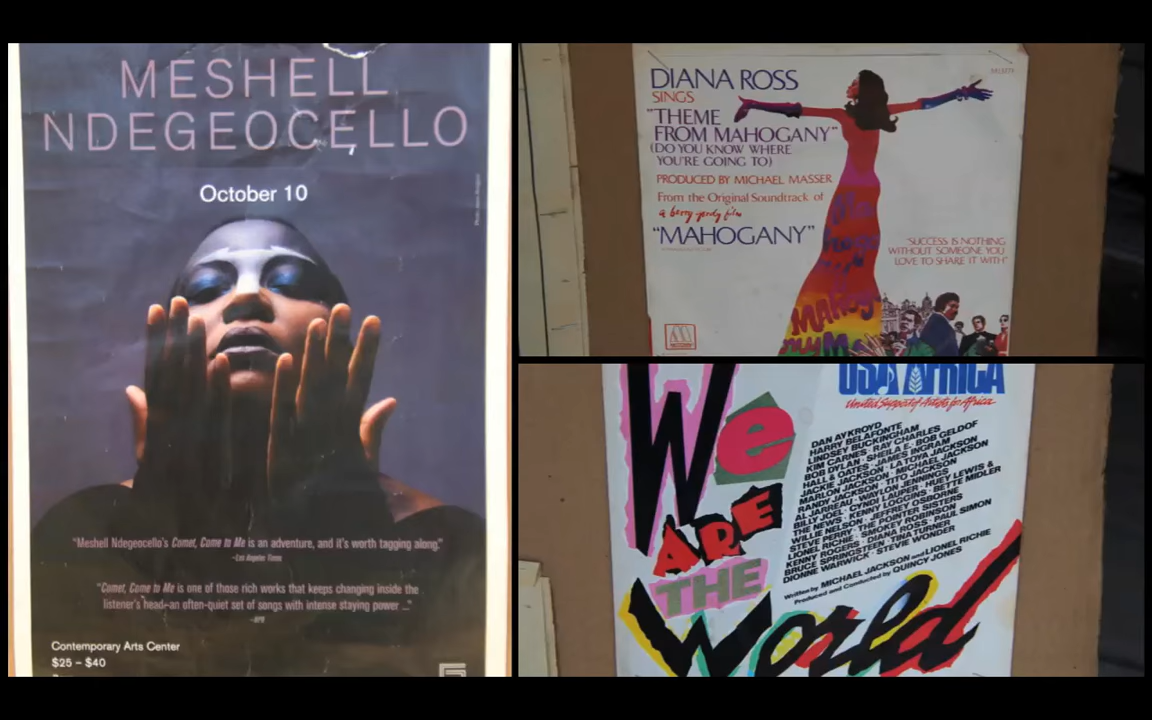 MESHELL
NDEGEOCELLO
October 10
"Meshell Ndegeocello's Comet, Come to Me is an adventure, and it's worth tagging along."
-Los Angeles Times
"Comet, Come to Me is one of those rich works that keeps changing inside the
listener's head–an often-quiet set of songs with intense staying power ..."
-NPR
Contemporary Arts Center
$25 – $40
DIANA ROSS
SINGS
"THEME
FROM MAHOGANY"
(DO YOU KNOW WHERE
YOU'RE GOING TO)
PRODUCED BY MICHAEL MASSER
From the Original Soundtrack of
a berry gordy film
"MAHOGANY"
"SUCCESS IS NOTHING
WITHOUT SOMEONE YOU
LOVE TO SHARE IT WITH"
Mahog
USA AFRICA
United Support of Artists for Africa
We
ARE
THE
World
DAN AYKROYD
HARRY BELAFONTE
LINDSEY BUCKINGHAM
KIM CARNES · RAY CHARLES
BOB DYLAN · SHEILA E · BOB GELDOF
HALL & OATES · JAMES INGRAM
JACKIE JACKSON · LA TOYA JACKSON
MARLON JACKSON · MICHAEL JACKSON
RANDY JACKSON · TITO JACKSON
AL JARREAU · WAYLON JENNINGS
BILLY JOEL · CYNDI LAUPER · HUEY LEWIS &
THE NEWS · KENNY LOGGINS · BETTE MIDLER
WILLIE NELSON · JEFFREY OSBORNE
STEVE PERRY · THE POINTER SISTERS
LIONEL RICHIE · SMOKEY ROBINSON
KENNY ROGERS · DIANA ROSS · PAUL SIMON
BRUCE SPRINGSTEEN · TINA TURNER
DIONNE WARWICK · STEVIE WONDER
Written by MICHAEL JACKSON and LIONEL RICHIE
Produced and Conducted by QUINCY JONES